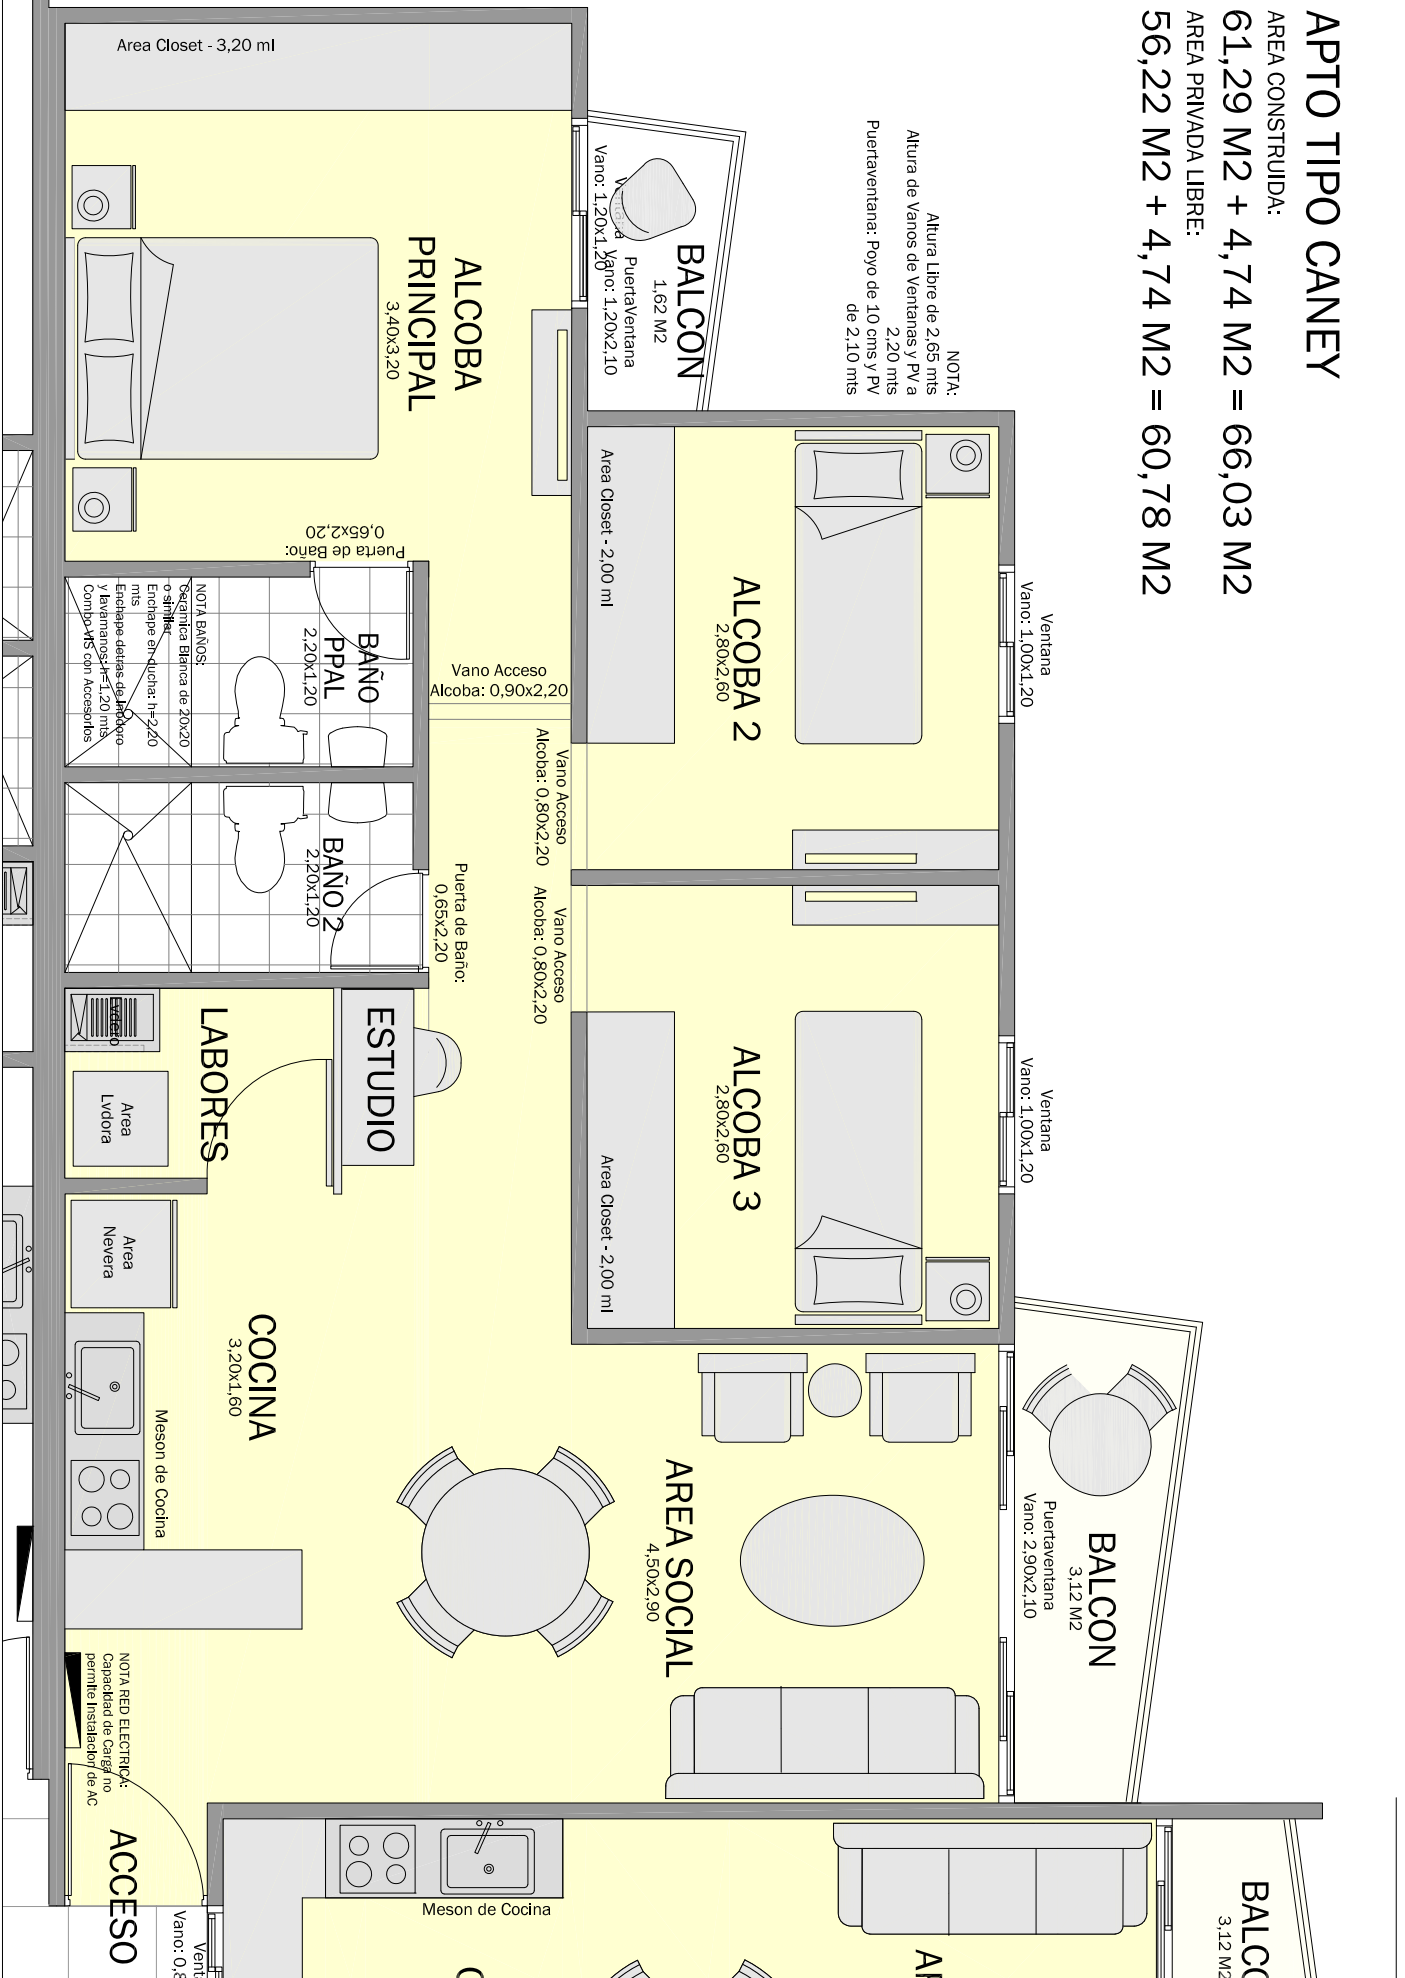 APTO TIPO CANEY
AREA CONSTRUIDA:
61,29 M2 + 4,74 M2 = 66,03 M2
AREA PRIVADA LIBRE:
56,22 M2 + 4,74 M2 = 60,78 M2
NOTA:
Altura Libre de 2,65 mts
Altura de Vanos de Ventanas y PV a
2,20 mts
Puertaventana: Poyo de 10 cms y PV
de 2,10 mts
Area Closet - 3,20 ml
BALCON
1,62 M2
PuertaVentana
Vano: 1,20x2,10
Ventana
Vano: 1,20x1,20
ALCOBA
PRINCIPAL
3,40x3,20
Area Closet - 2,00 ml
ALCOBA 2
2,80x2,60
Ventana
Vano: 1,00x1,20
Puerta de Baño:
0,65x2,20
BAÑO
PPAL
2,20x1,20
NOTA BAÑOS:
Ceramica Blanca de 20x20
o similar
Enchape en ducha: h=2,20
mts
Enchape detras de Inodoro
y lavamanos: h=1,20 mts
Combo VIS con Accesorios
Vano Acceso
Alcoba: 0,90x2,20
Vano Acceso
Alcoba: 0,80x2,20
BAÑO 2
2,20x1,20
Puerta de Baño:
0,65x2,20
Vano Acceso
Alcoba: 0,80x2,20
ALCOBA 3
2,80x2,60
Area Closet - 2,00 ml
Ventana
Vano: 1,00x1,20
Lvdero
LABORES
ESTUDIO
Area
Lvdora
Area
Nevera
COCINA
3,20x1,60
Meson de Cocina
AREA SOCIAL
4,50x2,90
Puertaventana
Vano: 2,90x2,10
BALCON
3,12 M2
NOTA RED ELECTRICA:
Capacidad de Carga no
permite Instalacion de AC
ACCESO
Meson de Cocina
BALCO
3,12 M2
Vent
Vano: 0,8